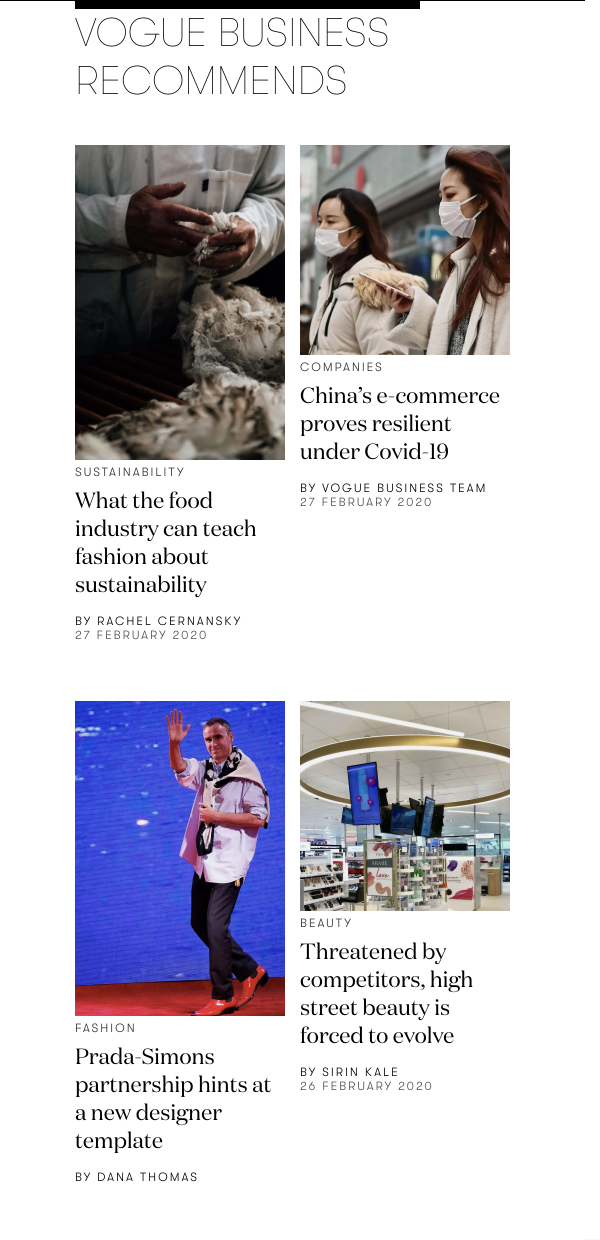 VOGUE BUSINESS
RECOMMENDS
SUSTAINABILITY
What the food
industry can teach
fashion about
sustainability
BY RACHEL CERNANSKY
27 FEBRUARY 2020
COMPANIES
China’s e-commerce
proves resilient
under Covid-19
BY VOGUE BUSINESS TEAM
27 FEBRUARY 2020
FASHION
Prada-Simons
partnership hints at
a new designer
template
BY DANA THOMAS
love
BEAUTY
Threatened by
competitors, high
street beauty is
forced to evolve
BY SIRIN KALE
26 FEBRUARY 2020